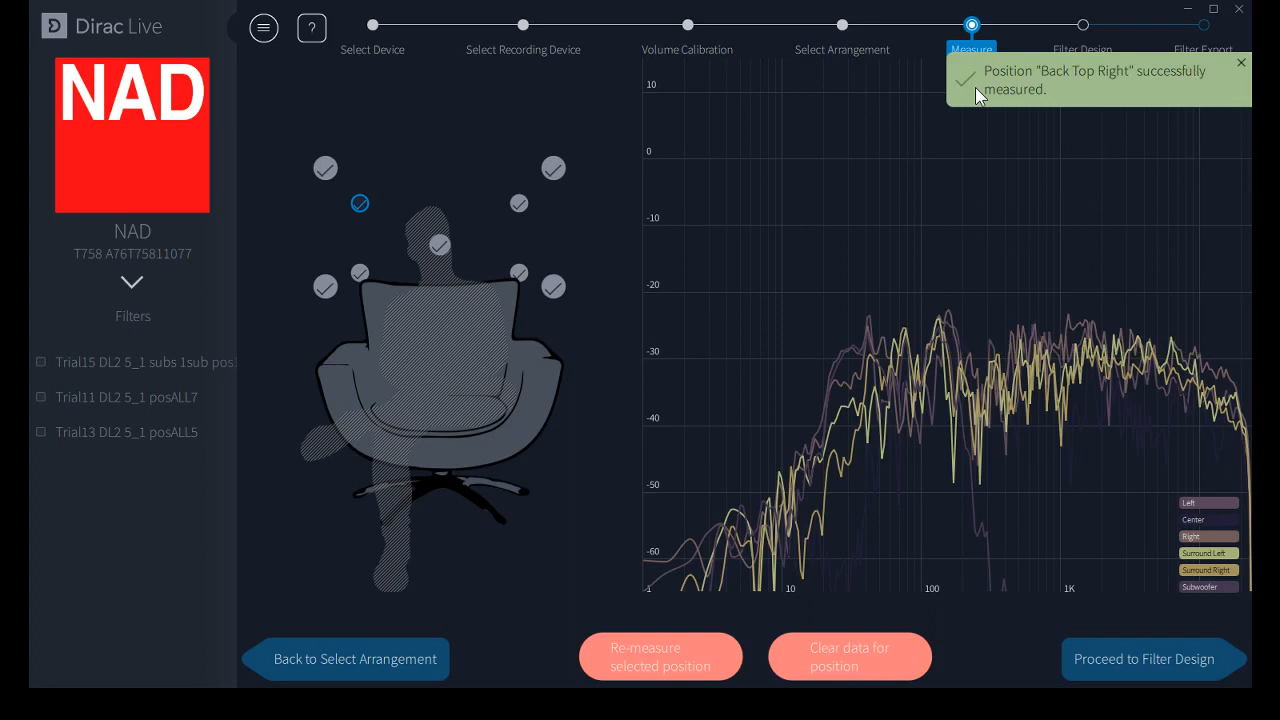 Dirac Live
?
Select Device
Select Recording Device
Volume Calibration
Select Arrangement
Measure
Filter Design
Filter Export
Position "Back Top Right" successfully
measured.
NAD
NAD
T758 A76T75811077
Filters
Trial15 DL2 5_1 subs 1sub pos
Trial11 DL2 5_1 posALL7
Trial13 DL2 5_1 posALL5
10
0
-10
-20
-30
-40
-50
-60
-1
10
100
1K
Left
Center
Right
Surround Left
Surround Right
Subwoofer
Back to Select Arrangement
Re-measure
selected position
Clear data for
position
Proceed to Filter Design